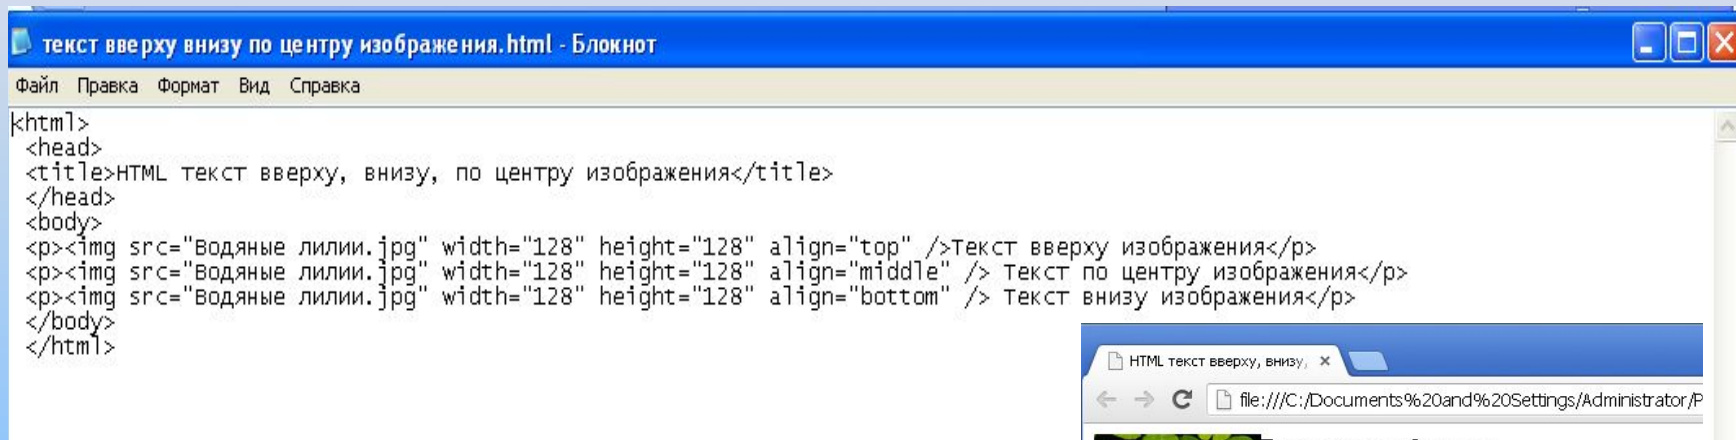 текст вверху внизу по центру изображения.html - Блокнот
Файл Правка Формат Вид Справка
<html>
<head>
<title>HTML текст вверху, внизу, по центру изображения</title>
</head>
<body>
<p><img src="Водяные лилии.jpg" width="128" height="128" align="top" />Текст вверху изображения</p>
<p><img src="Водяные лилии.jpg" width="128" height="128" align="middle" /> Текст по центру изображения</p>
<p><img src="Водяные лилии.jpg" width="128" height="128" align="bottom" /> Текст внизу изображения</p>
</body>
</html>
HTML текст вверху, внизу,
file:///C:/Documents%20and%20Settings/Administrator/P